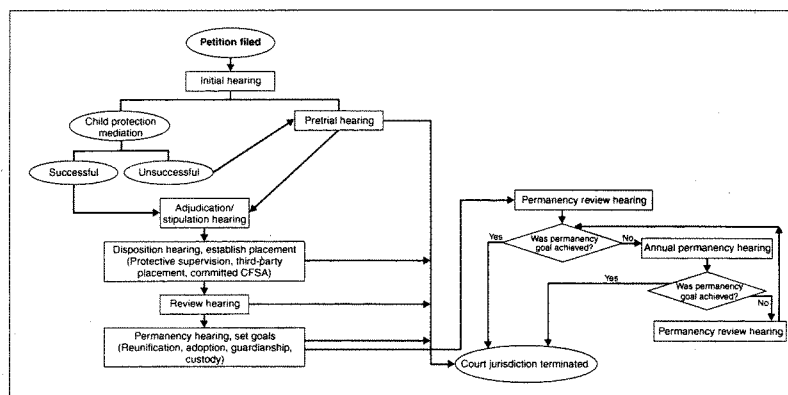 Petition filed
Initial hearing
Child protection
mediation
Pretrial hearing
Successful
Unsuccessful
Adjudication/
stipulation hearing
Disposition hearing, establish placement
(Protective supervision, third-party
placement, committed CFSA)
Review hearing
Permanency hearing, set goals
(Reunification, adoption, guardianship,
custody)
Permanency review hearing
Yes
Was permanency
goal achieved?
No
Annual permanency hearing
Yes
Was permanency
goal achieved?
No
Permanency review hearing
Court jurisdiction terminated